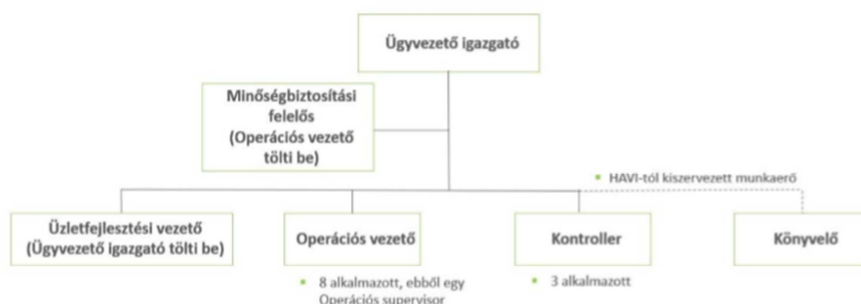 Ügyvezető igazgató
Minőségbiztosítási
felelős
(Operációs vezető
tölti be)
▪ HAVI-tól kiszervezett munkaerő
Üzletfejlesztési vezető
(Ügyvezető igazgató tölti be)
Operációs vezető
Kontroller
Könyvelő
▪ 8 alkalmazott, ebből egy
Operációs supervisor
▪ 3 alkalmazott